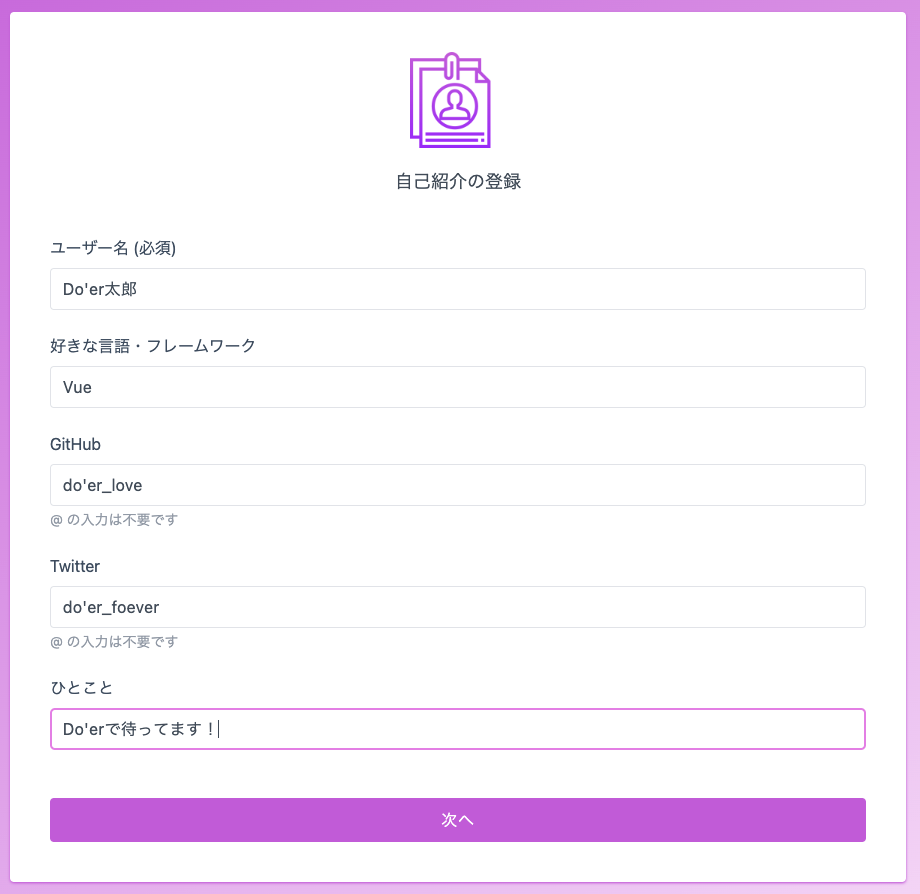 自己紹介の登録
ユーザー名 (必須)
Do'er太郎
好きな言語・フレームワーク
Vue
GitHub
do'er_love
@ の入力は不要です
Twitter
do'er_foever
@ の入力は不要です
ひとこと
Do'erで待ってます！
次へ